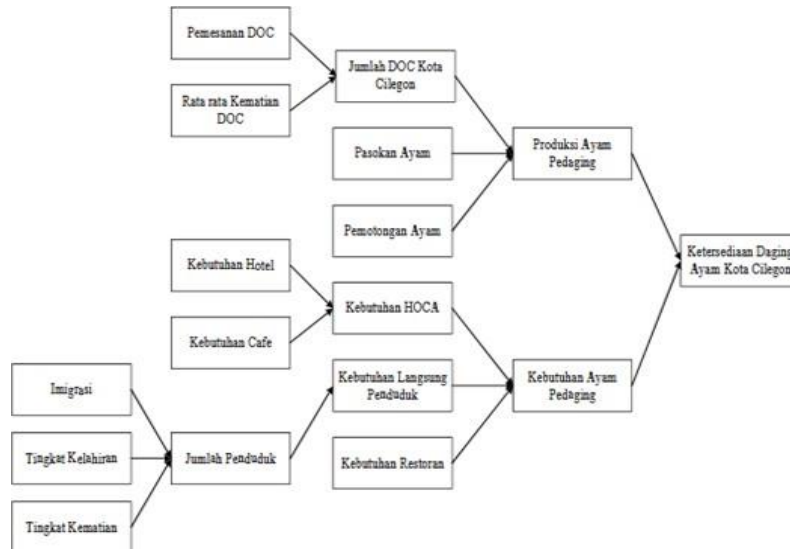 Pemesanan DOC
Rata rata Kematian
DOC
Jumlah DOC Kota
Cilegon
Pasokan Ayam
Pemotongan Ayam
Produksi Ayam
Pedaging
Kebutuhan Hotel
Kebutuhan Cafe
Kebutuhan HOCA
Ketersediaan Daging
Ayam Kota Cilegon
Imigrasi
Tingkat Kelahiran
Tingkat Kematian
Jumlah Penduduk
Kebutuhan Langsung
Penduduk
Kebutuhan Restoran
Kebutuhan Ayam
Pedaging